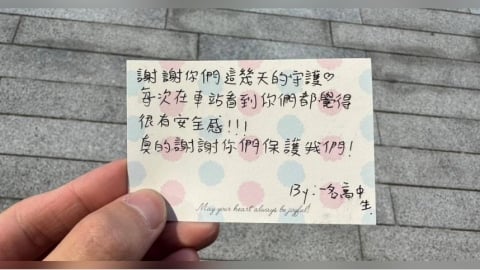 謝謝你們這幾天的守護♡
每次在車站看到你們都覺得
很有安全感!!!
真的謝謝你們保護我們!
By:一名高中生.
May your heart always be joyful!